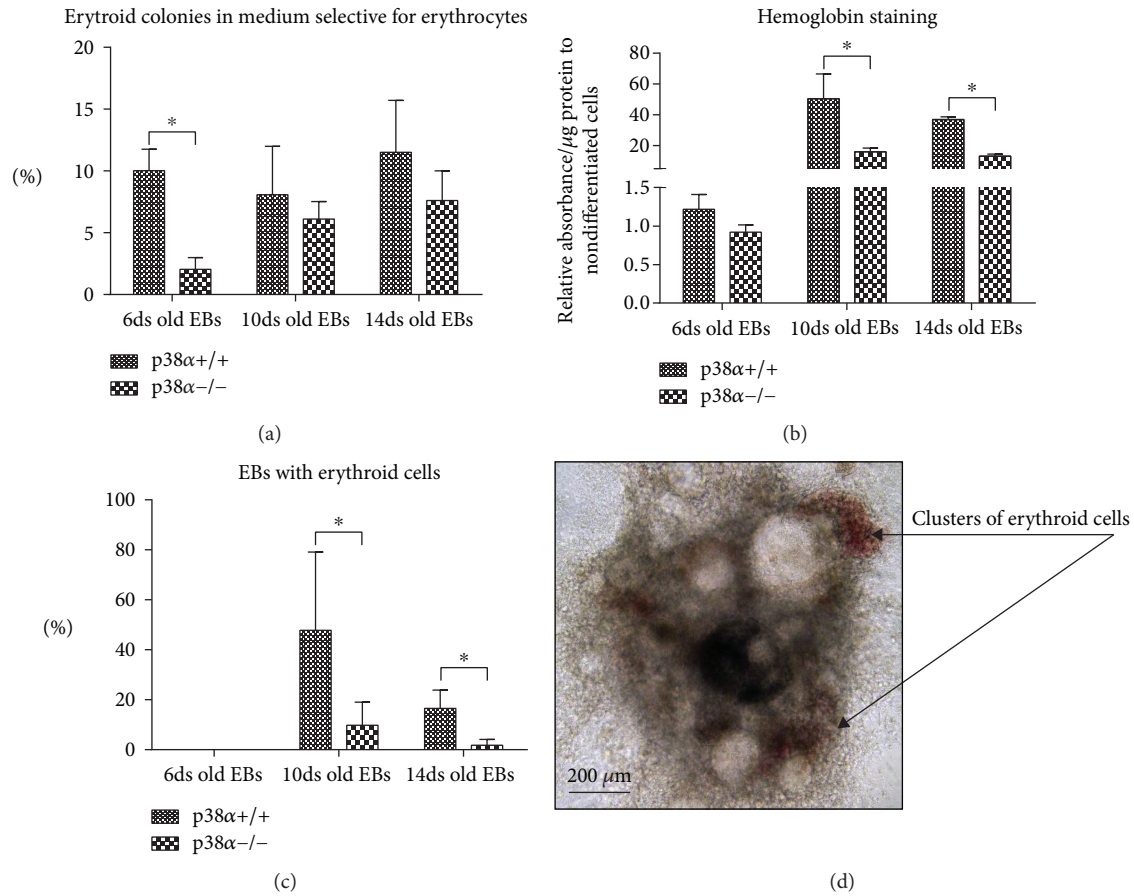 Erytroid colonies in medium selective for erythrocytes
20
15
10
5
0
(%)
*
6ds old EBs
10ds old EBs
14ds old EBs
p38α+/+
p38α−/−
(a)
Hemoglobin staining
Relative absorbance/μg protein to
nondifferentiated cells
80
60
40
20
1.5
1.0
0.5
0.0
*
*
6ds old EBs
10ds old EBs
14ds old EBs
p38α+/+
p38α−/−
(b)
EBs with erythroid cells
100
80
60
40
20
0
(%)
*
*
6ds old EBs
10ds old EBs
14ds old EBs
p38α+/+
p38α−/−
(c)
Clusters of erythroid cells
200 μm
(d)